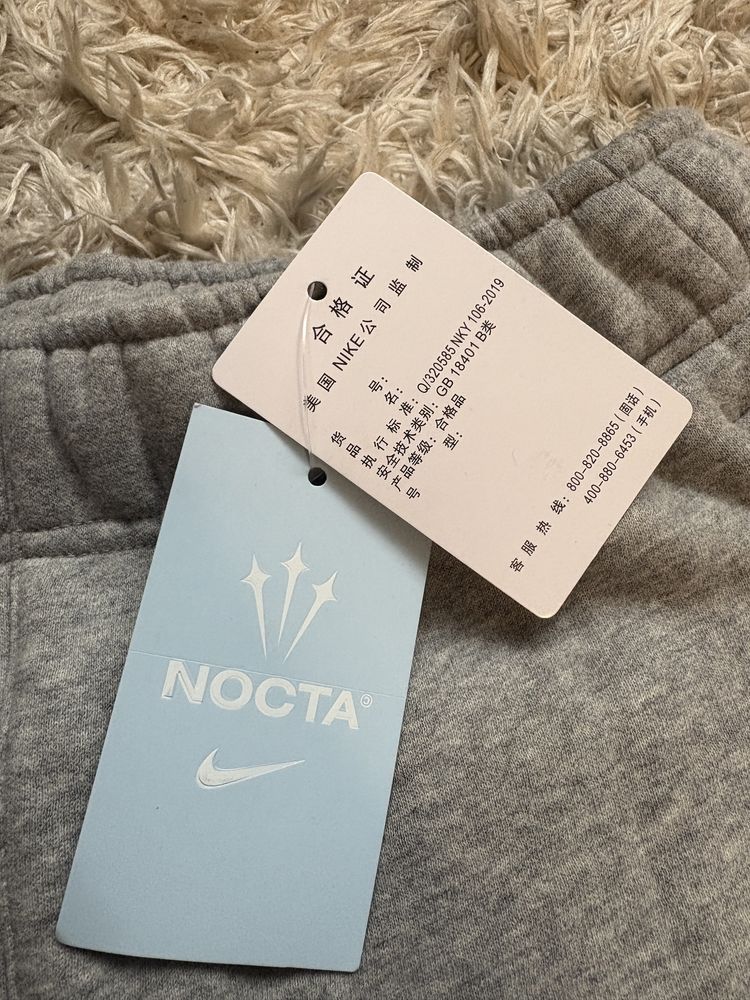 合格证
美国NIKE公司监制
货号:
品名:
执行标准: Q/320585 NKY 106-2019
安全技术类别: GB 18401 B类
产品等级: 合格品
号型:
客服热线: 800-820-8865 (固话)
400-880-6453 (手机)
NOCTA